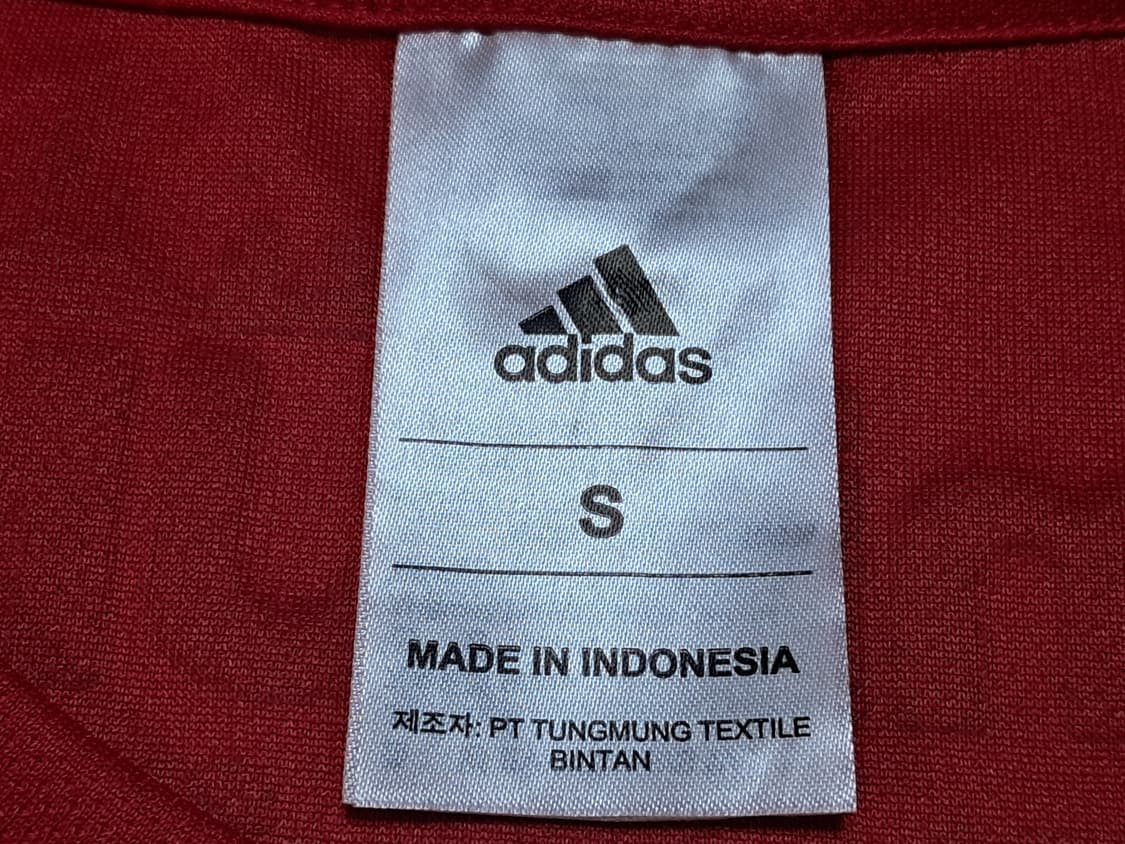 adidas
S
MADE IN INDONESIA
제조자: PT TUNGMUNG TEXTILE
BINTAN